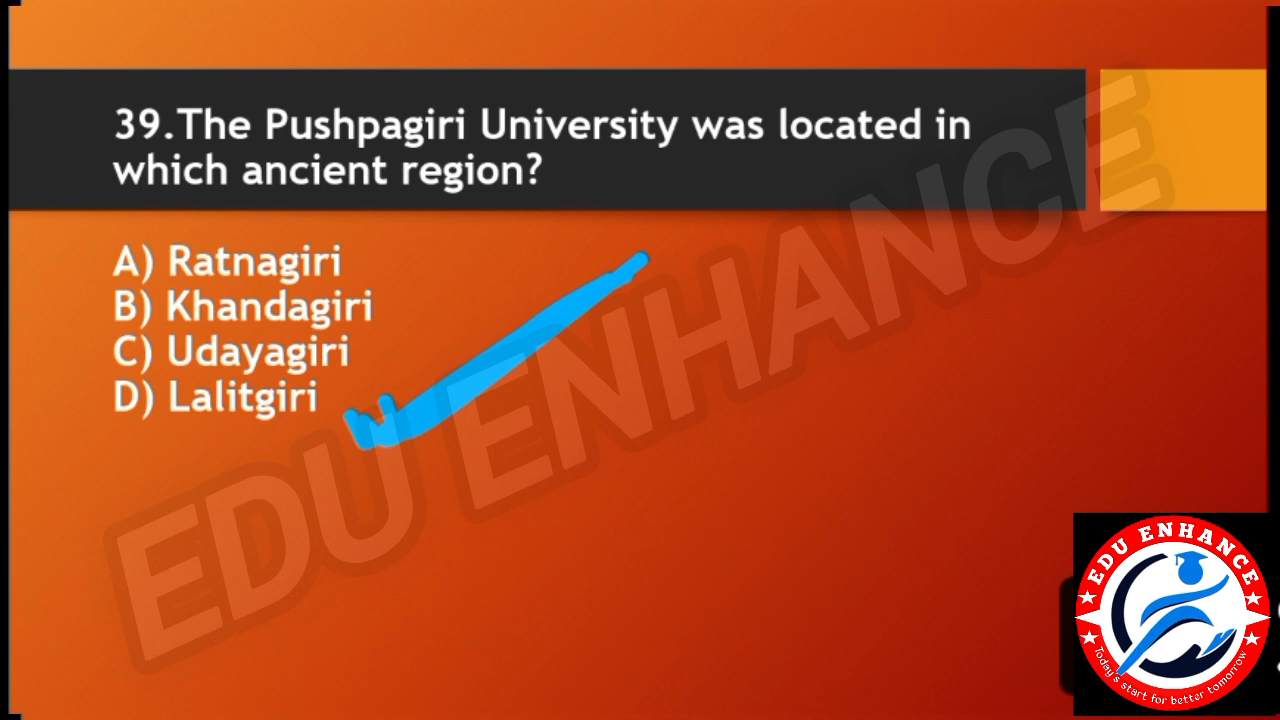 39.The Pushpagiri University was located in
which ancient region?
A) Ratnagiri
B) Khandagiri
C) Udayagiri
D) Lalitgiri
EDU ENHANCE
EDU ENHANCE
Today's start for better tomorrow